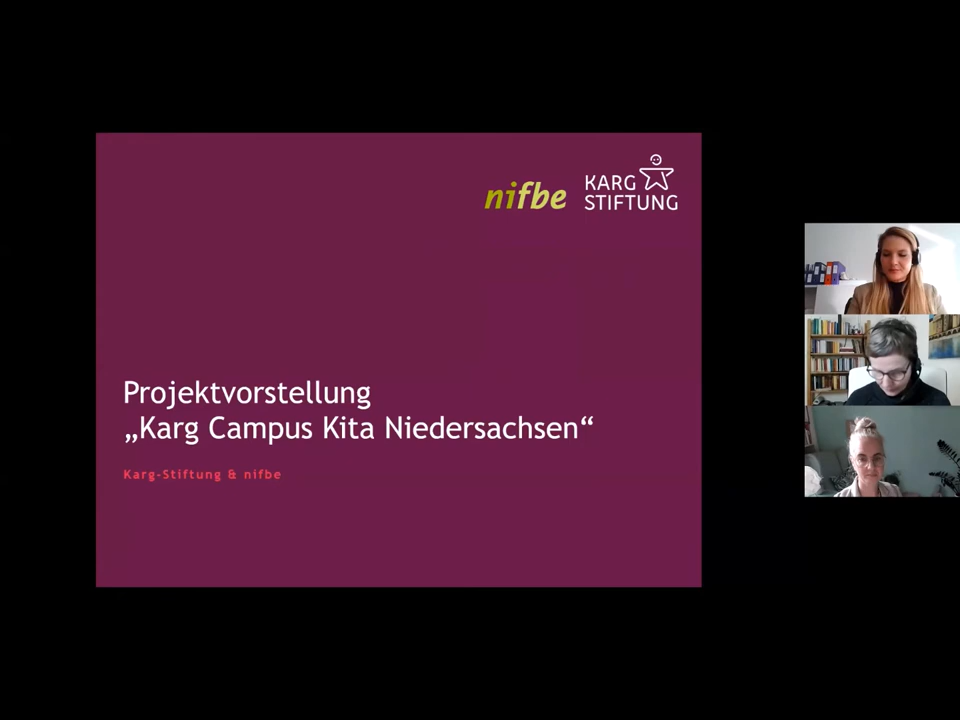 nifbe
KARG
STIFTUNG
Projektvorstellung
„Karg Campus Kita Niedersachsen“
Karg-Stiftung & nifbe